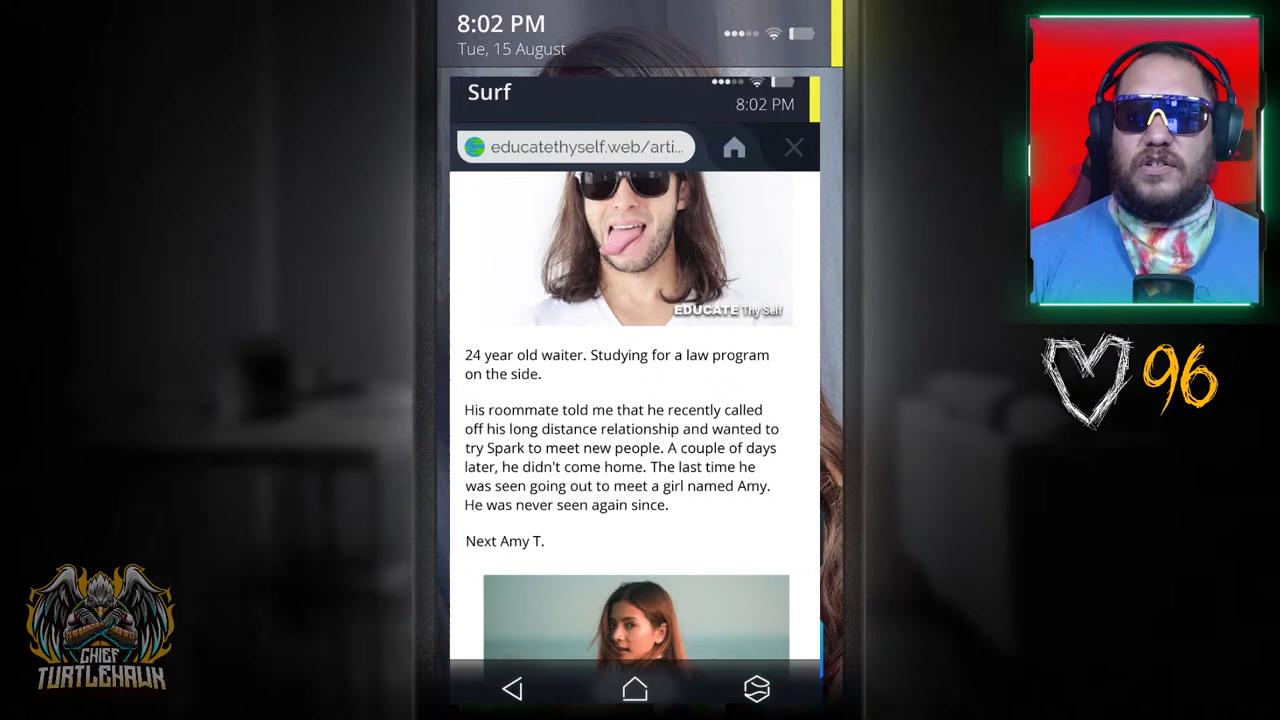 8:02 PM
Tue, 15 August
Surf
8:02 PM
educatethyself.web/arti...
EDUCATE Thy Self
24 year old waiter. Studying for a law program
on the side.
His roommate told me that he recently called
off his long distance relationship and wanted to
try Spark to meet new people. A couple of days
later, he didn't come home. The last time he
was seen going out to meet a girl named Amy.
He was never seen again since.
Next Amy T.
96
CHIEF
TURTLEHAWK